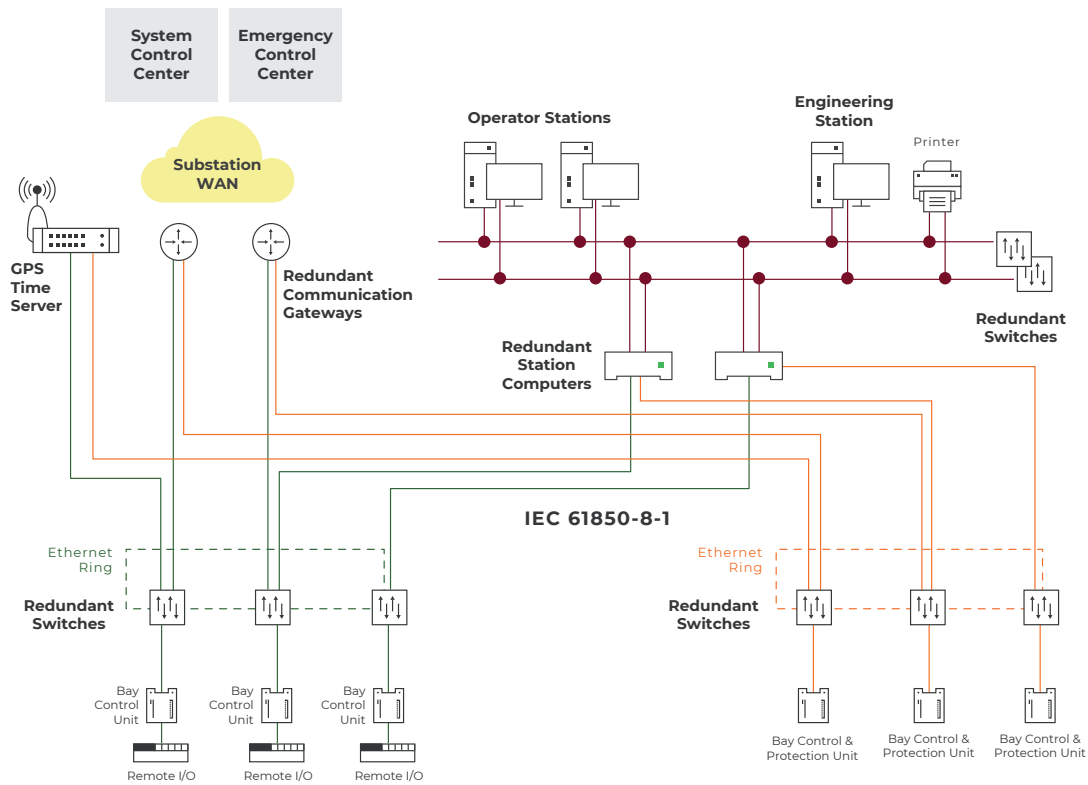 System
Control
Center
Emergency
Control
Center
Substation
WAN
Operator Stations
Engineering
Station
Printer
GPS
Time
Server
Redundant
Communication
Gateways
Redundant
Switches
Redundant
Station
Computers
IEC 61850-8-1
Ethernet
Ring
Redundant
Switches
Ethernet
Ring
Redundant
Switches
Bay
Control
Unit
Bay
Control
Unit
Bay
Control
Unit
Remote I/O
Remote I/O
Remote I/O
Bay Control &
Protection Unit
Bay Control &
Protection Unit
Bay Control &
Protection Unit